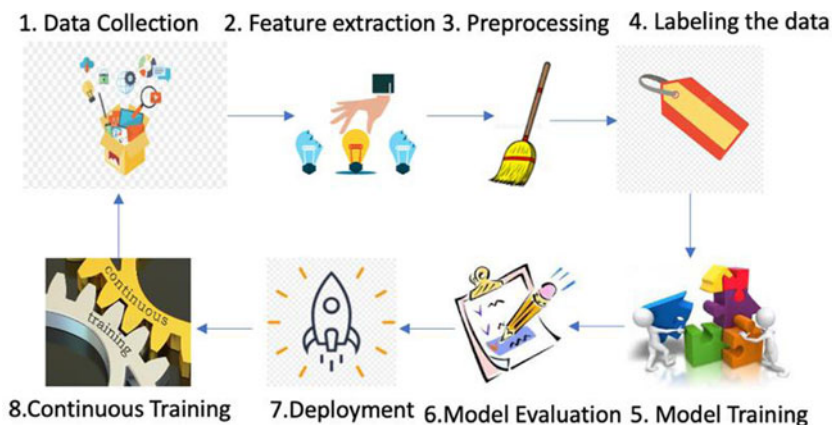 1. Data Collection
2. Feature extraction
3. Preprocessing
4. Labeling the data
continuous
training
8.Continuous Training
7.Deployment
6.Model Evaluation
5. Model Training